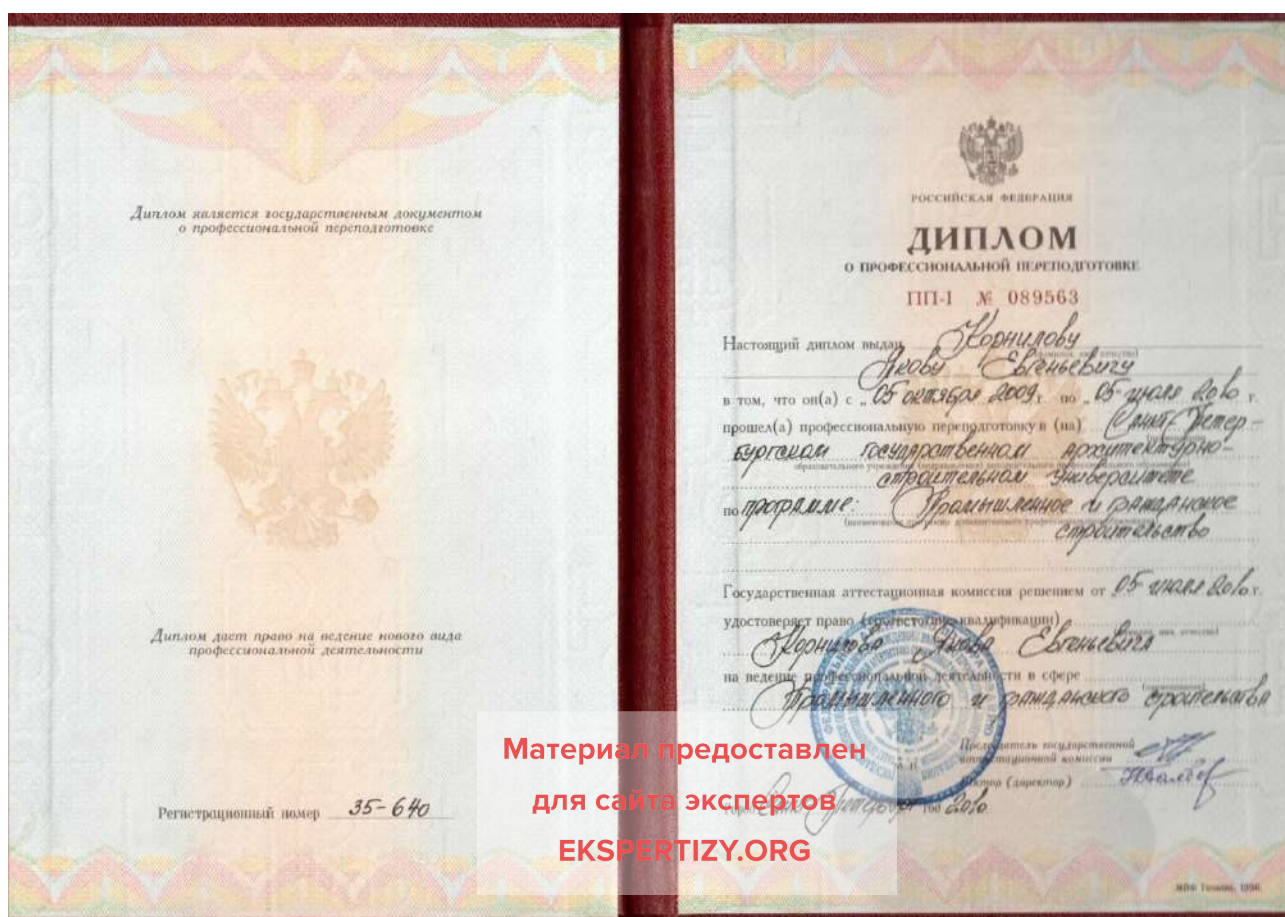 Диплом является государственным документом
о профессиональной переподготовке
Диплом дает право на ведение нового вида
профессиональной деятельности
Регистрационный номер 35-640
РОССИЙСКАЯ ФЕДЕРАЦИЯ
ДИПЛОМ
О ПРОФЕССИОНАЛЬНОЙ ПЕРЕПОДГОТОВКЕ
ПП-I № 089563
Настоящий диплом выдан Корнилову
Якову Евгеньевичу
в том, что он(а) с „05 октября 2009 г. по „05 июля 2010 г.
прошел(а) профессиональную переподготовку в (на) Санкт-Петер-
бургском государственном архитектурно-
строительном университете
по программе: Промышленное и гражданское
строительство
Государственная аттестационная комиссия решением от 05 июля 2010 г.
удостоверяет право (соответствие квалификации)
Корнилова Якова Евгеньевича
на ведение профессиональной деятельности в сфере
Промышленного и гражданского строительства
Председатель государственной
аттестационной комиссии
Ректор (директор)
М. П.
Город Санкт-Петербург год 2010
Материал предоставлен
для сайта экспертов
EKSPERTIZY.ORG